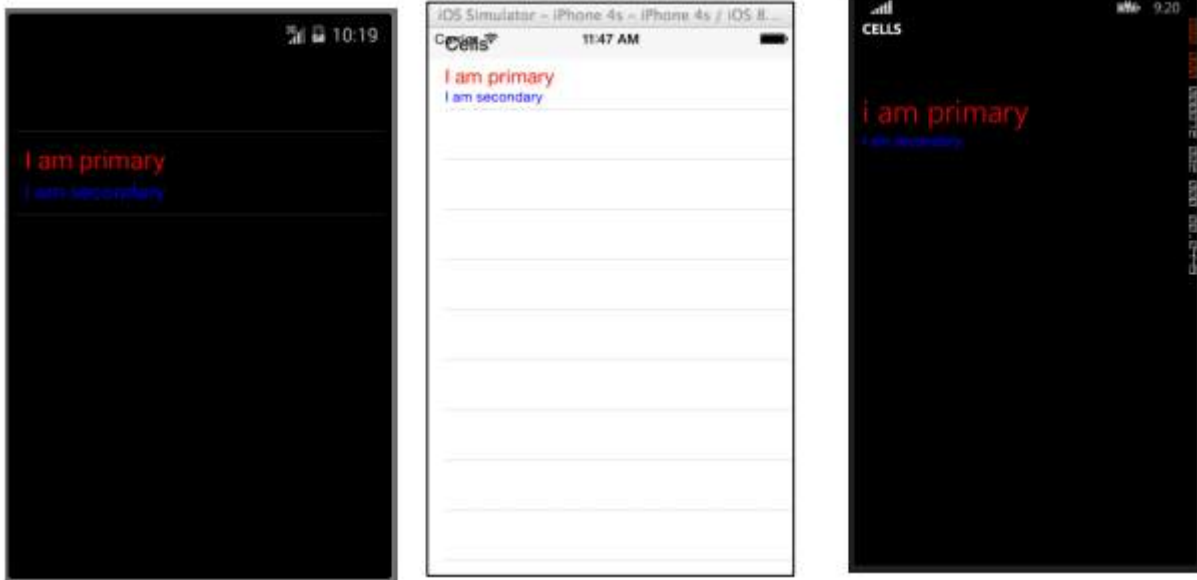 10:19
I am primary
I am secondary
iOS Simulator - iPhone 4s - iPhone 4s / iOS 8...
Cells
11:47 AM
I am primary
I am secondary
9:20
CELLS
i am primary
I am secondary